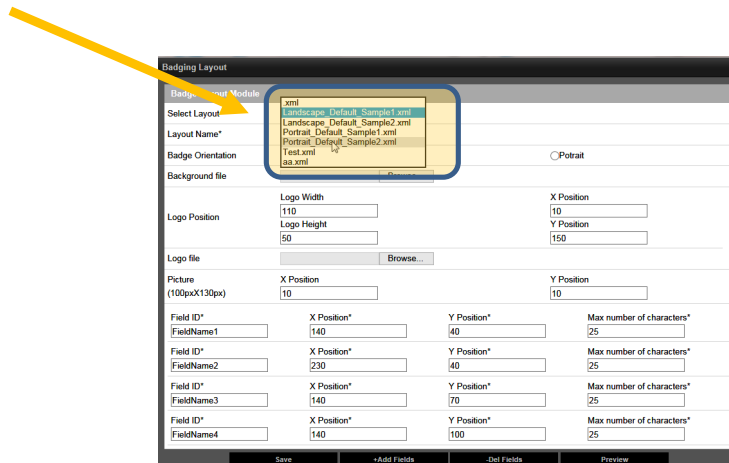 Badging Layout
Badge Layout Module
Select Layout
.xml
Landscape_Default_Sample1.xml
Landscape_Default_Sample2.xml
Portrait_Default_Sample1.xml
Portrait_Default_Sample2.xml
Test.xml
aa.xml
Layout Name*
Badge Orientation
Potrait
Background file
Browse...
Logo Position
Logo Width
X Position
110
10
Logo Height
Y Position
50
150
Logo file
Browse...
Picture
(100pxX130px)
X Position
Y Position
10
10
Field ID* X Position* Y Position* Max number of characters*
FieldName1 140 40 25
Field ID* X Position* Y Position* Max number of characters*
FieldName2 230 40 25
Field ID* X Position* Y Position* Max number of characters*
FieldName3 140 70 25
Field ID* X Position* Y Position* Max number of characters*
FieldName4 140 100 25
Save +Add Fields -Del Fields Preview